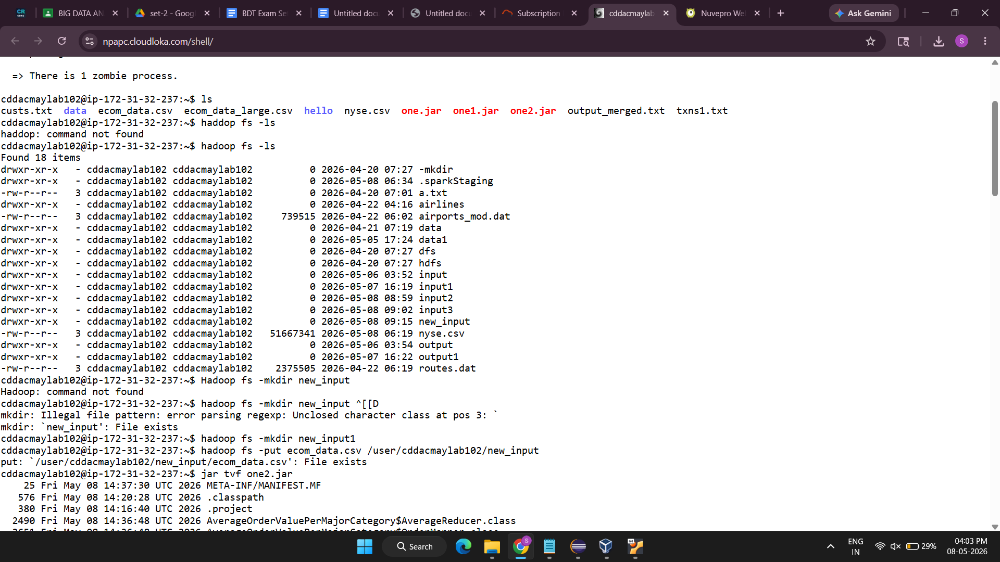 CR
CDAC
BIG DATA AN
set-2 - Goog
BDT Exam Se
Untitled docu
Untitled docu
Subscription
cddacmaylab
Nuvepro We
Ask Gemini
npapc.cloudloka.com/shell/
S
=> There is 1 zombie process.
cddacmaylab102@ip-172-31-32-237:~$ ls
custs.txt  data  ecom_data.csv  ecom_data_large.csv  hello  nyse.csv  one.jar  one1.jar  one2.jar  output_merged.txt  txns1.txt
cddacmaylab102@ip-172-31-32-237:~$ haddop fs -ls
haddop: command not found
cddacmaylab102@ip-172-31-32-237:~$ hadoop fs -ls
Found 18 items
drwxr-xr-x   - cddacmaylab102 cddacmaylab102          0 2026-04-20 07:27 -mkdir
drwxr-xr-x   - cddacmaylab102 cddacmaylab102          0 2026-05-08 06:34 .sparkStaging
-rw-r--r--   3 cddacmaylab102 cddacmaylab102          0 2026-04-20 07:01 a.txt
drwxr-xr-x   - cddacmaylab102 cddacmaylab102          0 2026-04-22 04:16 airlines
-rw-r--r--   3 cddacmaylab102 cddacmaylab102     739515 2026-04-22 06:02 airports_mod.dat
drwxr-xr-x   - cddacmaylab102 cddacmaylab102          0 2026-04-21 07:19 data
drwxr-xr-x   - cddacmaylab102 cddacmaylab102          0 2026-05-05 17:24 data1
drwxr-xr-x   - cddacmaylab102 cddacmaylab102          0 2026-04-20 07:27 dfs
drwxr-xr-x   - cddacmaylab102 cddacmaylab102          0 2026-04-20 07:27 hdfs
drwxr-xr-x   - cddacmaylab102 cddacmaylab102          0 2026-05-06 03:52 input
drwxr-xr-x   - cddacmaylab102 cddacmaylab102          0 2026-05-07 16:19 input1
drwxr-xr-x   - cddacmaylab102 cddacmaylab102          0 2026-05-08 08:59 input2
drwxr-xr-x   - cddacmaylab102 cddacmaylab102          0 2026-05-08 09:02 input3
drwxr-xr-x   - cddacmaylab102 cddacmaylab102          0 2026-05-08 09:15 new_input
-rw-r--r--   3 cddacmaylab102 cddacmaylab102   51667341 2026-05-08 06:19 nyse.csv
drwxr-xr-x   - cddacmaylab102 cddacmaylab102          0 2026-05-06 03:54 output
drwxr-xr-x   - cddacmaylab102 cddacmaylab102          0 2026-05-07 16:22 output1
-rw-r--r--   3 cddacmaylab102 cddacmaylab102    2375505 2026-04-22 06:19 routes.dat
cddacmaylab102@ip-172-31-32-237:~$ Hadoop fs -mkdir new_input
Hadoop: command not found
cddacmaylab102@ip-172-31-32-237:~$ hadoop fs -mkdir new_input ^[[D
mkdir: Illegal file pattern: error parsing regexp: Unclosed character class at pos 3: `
mkdir: `new_input': File exists
cddacmaylab102@ip-172-31-32-237:~$ hadoop fs -mkdir new_input1
cddacmaylab102@ip-172-31-32-237:~$ hadoop fs -put ecom_data.csv /user/cddacmaylab102/new_input
put: `/user/cddacmaylab102/new_input/ecom_data.csv': File exists
cddacmaylab102@ip-172-31-32-237:~$ jar tvf one2.jar
    25 Fri May 08 14:37:30 UTC 2026 META-INF/MANIFEST.MF
   576 Fri May 08 14:20:28 UTC 2026 .classpath
   380 Fri May 08 14:16:40 UTC 2026 .project
  2490 Fri May 08 14:36:48 UTC 2026 AverageOrderValuePerMajorCategory$AverageReducer.class
Search
S
64
ENG
IN
29%
04:03 PM
08-05-2026